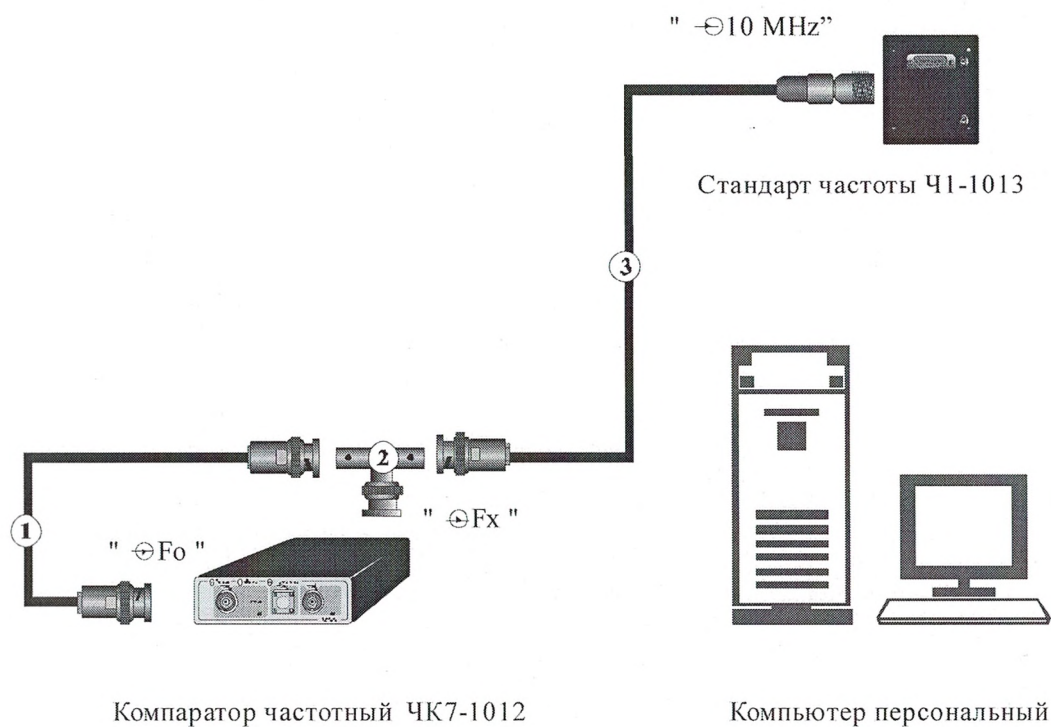 " ⊖10 MHz”
Стандарт частоты Ч1-1013
3
2
" Fx "
1
" Fo "
Компаратор частотный ЧК7-1012
Компьютер персональный